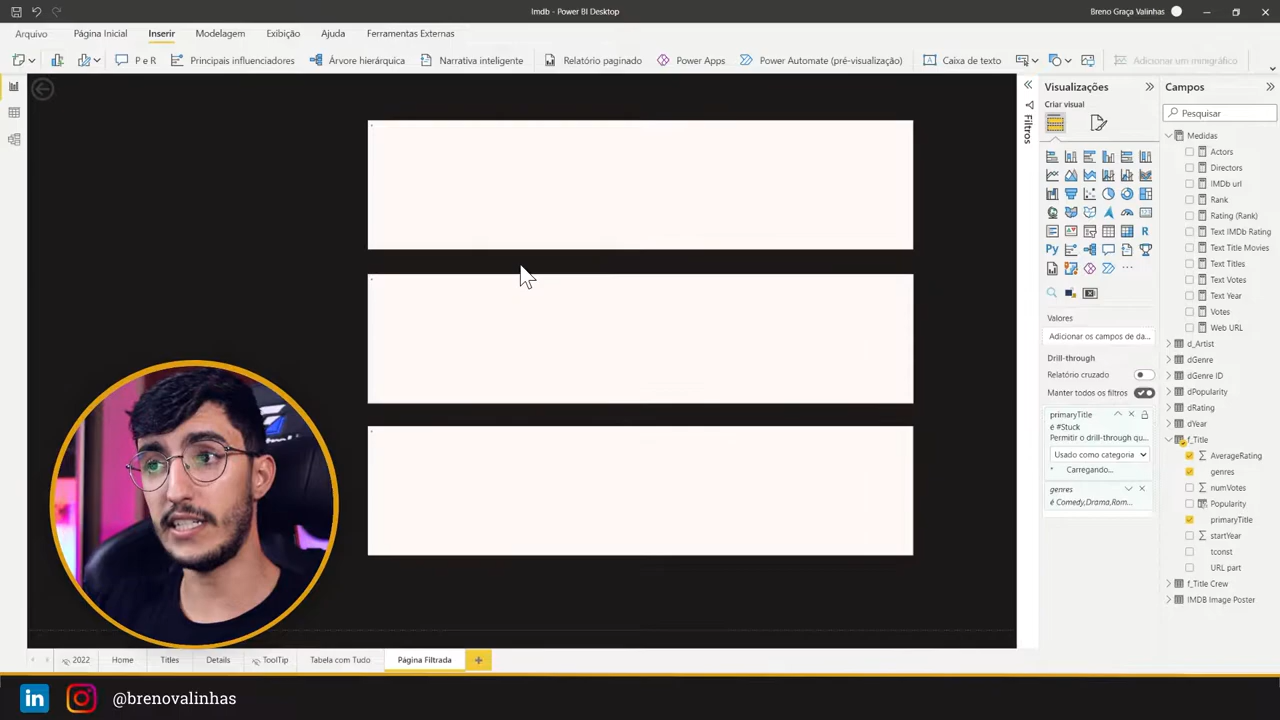 Imdb - Power BI Desktop
Breno Graça Valinhas
Arquivo
Página Inicial
Inserir
Modelagem
Exibição
Ajuda
Ferramentas Externas
P e R
Principais influenciadores
Árvore hierárquica
Narrativa inteligente
Relatório paginado
Power Apps
Power Automate (pré-visualização)
Caixa de texto
Adicionar um minigráfico
Filtros
Visualizações
Criar visual
R
Py
Valores
Adicionar os campos de da...
Drill-through
Relatório cruzado
Manter todos os filtros
primaryTitle
é #Stuck
Permitir o drill-through qu...
Usado como categoria
Carregando...
genres
é Comedy,Drama,Rom...
Campos
Pesquisar
Medidas
Actors
Directors
IMDb url
Rank
Rating (Rank)
Text IMDb Rating
Text Title Movies
Text Titles
Text Votes
Text Year
Votes
Web URL
d_Artist
dGenre
dGenre ID
dPopularity
dRating
dYear
f_Title
AverageRating
genres
numVotes
Popularity
primaryTitle
startYear
tconst
URL part
f_Title Crew
IMDB Image Poster
2022
Home
Titles
Details
ToolTip
Tabela com Tudo
Página Filtrada
in
@brenovalinhas